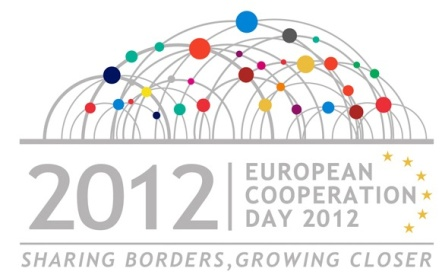 2012
EUROPEAN
COOPERATION
DAY 2012
SHARING BORDERS, GROWING CLOSER